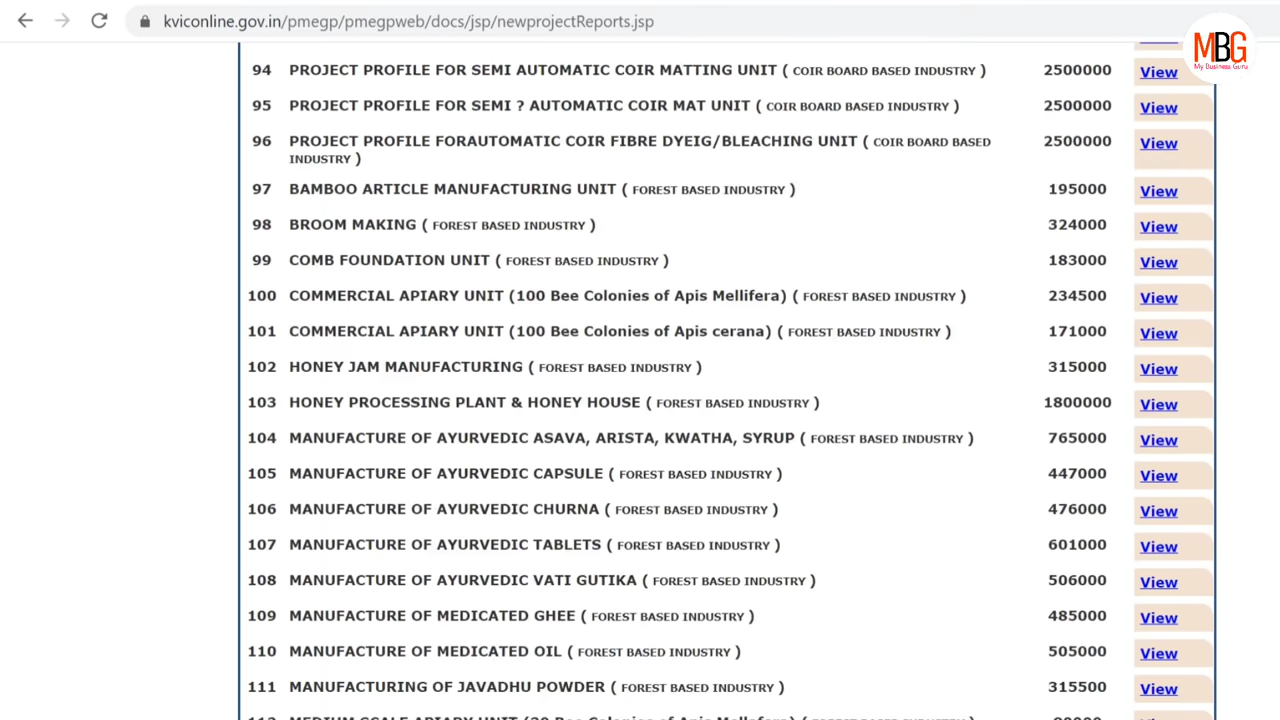 kviconline.gov.in/pmegp/pmegpweb/docs/jsp/newprojectReports.jsp
MBG
My Business Guru
94 PROJECT PROFILE FOR SEMI AUTOMATIC COIR MATTING UNIT ( COIR BOARD BASED INDUSTRY ) 2500000 View
95 PROJECT PROFILE FOR SEMI ? AUTOMATIC COIR MAT UNIT ( COIR BOARD BASED INDUSTRY ) 2500000 View
96 PROJECT PROFILE FORAUTOMATIC COIR FIBRE DYEIG/BLEACHING UNIT ( COIR BOARD BASED 2500000 View
INDUSTRY )
97 BAMBOO ARTICLE MANUFACTURING UNIT ( FOREST BASED INDUSTRY ) 195000 View
98 BROOM MAKING ( FOREST BASED INDUSTRY ) 324000 View
99 COMB FOUNDATION UNIT ( FOREST BASED INDUSTRY ) 183000 View
100 COMMERCIAL APIARY UNIT (100 Bee Colonies of Apis Mellifera) ( FOREST BASED INDUSTRY ) 234500 View
101 COMMERCIAL APIARY UNIT (100 Bee Colonies of Apis cerana) ( FOREST BASED INDUSTRY ) 171000 View
102 HONEY JAM MANUFACTURING ( FOREST BASED INDUSTRY ) 315000 View
103 HONEY PROCESSING PLANT & HONEY HOUSE ( FOREST BASED INDUSTRY ) 1800000 View
104 MANUFACTURE OF AYURVEDIC ASAVA, ARISTA, KWATHA, SYRUP ( FOREST BASED INDUSTRY ) 765000 View
105 MANUFACTURE OF AYURVEDIC CAPSULE ( FOREST BASED INDUSTRY ) 447000 View
106 MANUFACTURE OF AYURVEDIC CHURNA ( FOREST BASED INDUSTRY ) 476000 View
107 MANUFACTURE OF AYURVEDIC TABLETS ( FOREST BASED INDUSTRY ) 601000 View
108 MANUFACTURE OF AYURVEDIC VATI GUTIKA ( FOREST BASED INDUSTRY ) 506000 View
109 MANUFACTURE OF MEDICATED GHEE ( FOREST BASED INDUSTRY ) 485000 View
110 MANUFACTURE OF MEDICATED OIL ( FOREST BASED INDUSTRY ) 505000 View
111 MANUFACTURING OF JAVADHU POWDER ( FOREST BASED INDUSTRY ) 315500 View